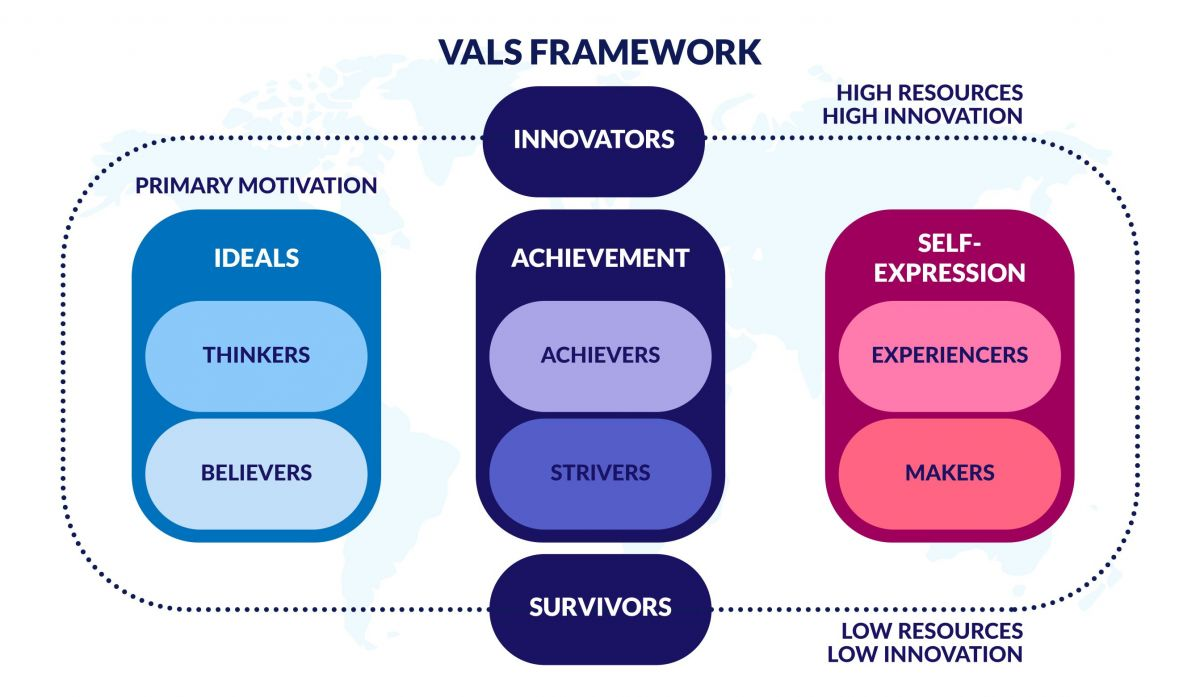 VALS FRAMEWORK
HIGH RESOURCES
HIGH INNOVATION
INNOVATORS
PRIMARY MOTIVATION
IDEALS
THINKERS
BELIEVERS
ACHIEVEMENT
ACHIEVERS
STRIVERS
SELF-
EXPRESSION
EXPERIENCERS
MAKERS
SURVIVORS
LOW RESOURCES
LOW INNOVATION